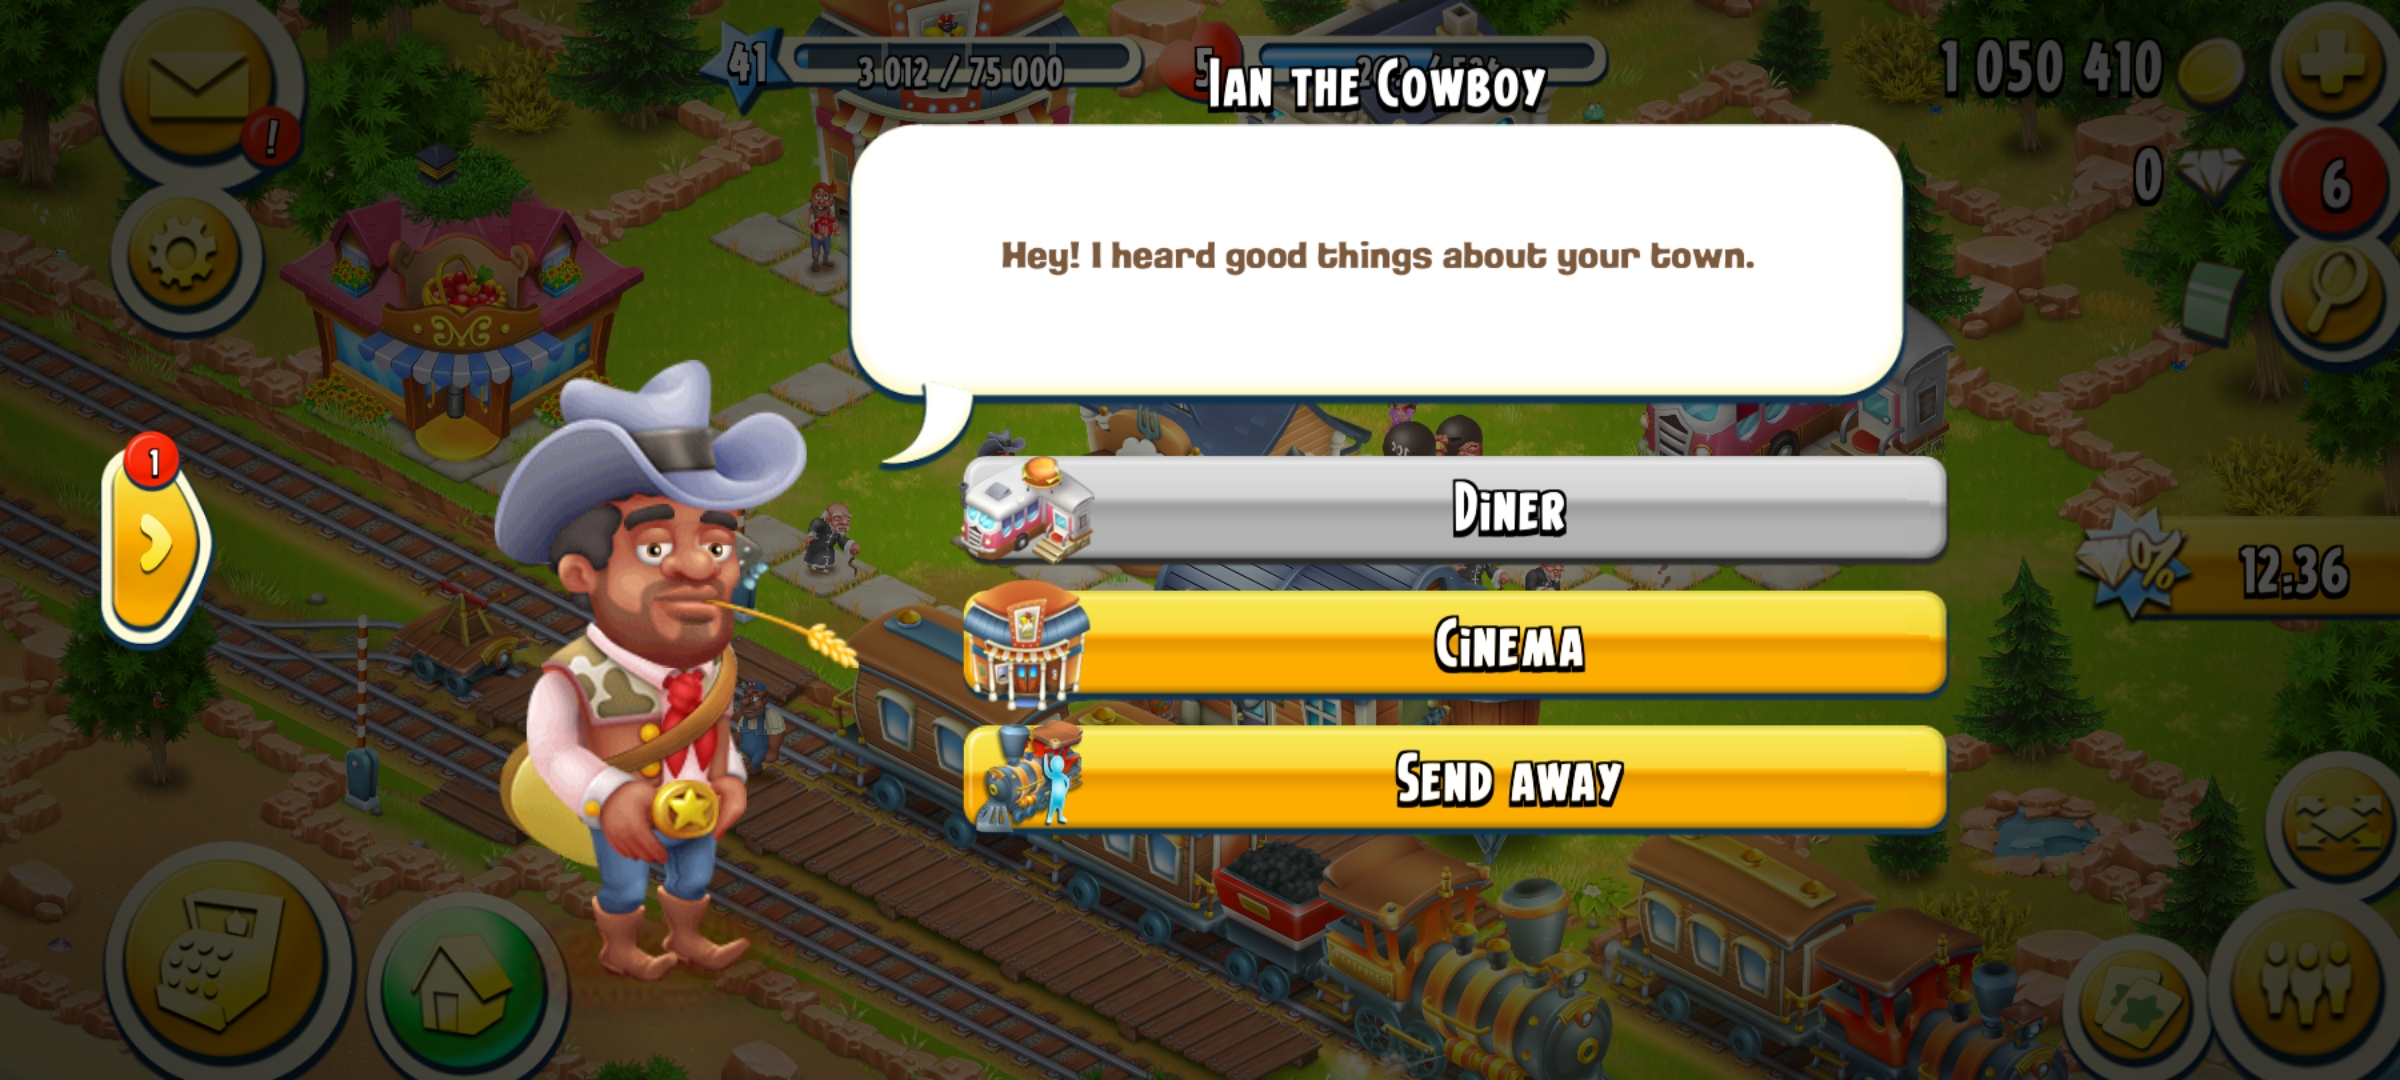 41
3 012 / 75 000
1 050 410
IAN THE COWBOY
!
0
6
Hey! I heard good things about your town.
1
DINER
0%
12:36
CINEMA
SEND AWAY